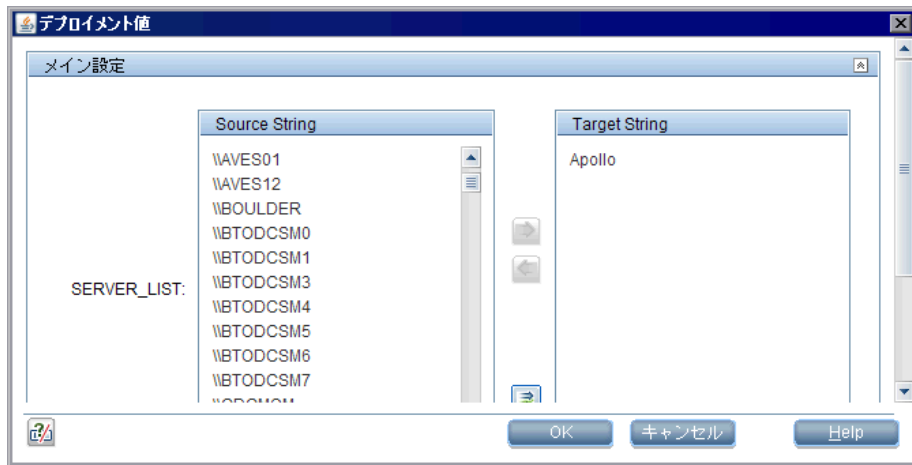 デプロイメント値
メイン設定
SERVER_LIST:
Source String
\\AVES01
\\AVES12
\\BOULDER
\\BTODCSM0
\\BTODCSM1
\\BTODCSM3
\\BTODCSM4
\\BTODCSM5
\\BTODCSM6
\\BTODCSM7
Target String
Apollo
OK
キャンセル
Help